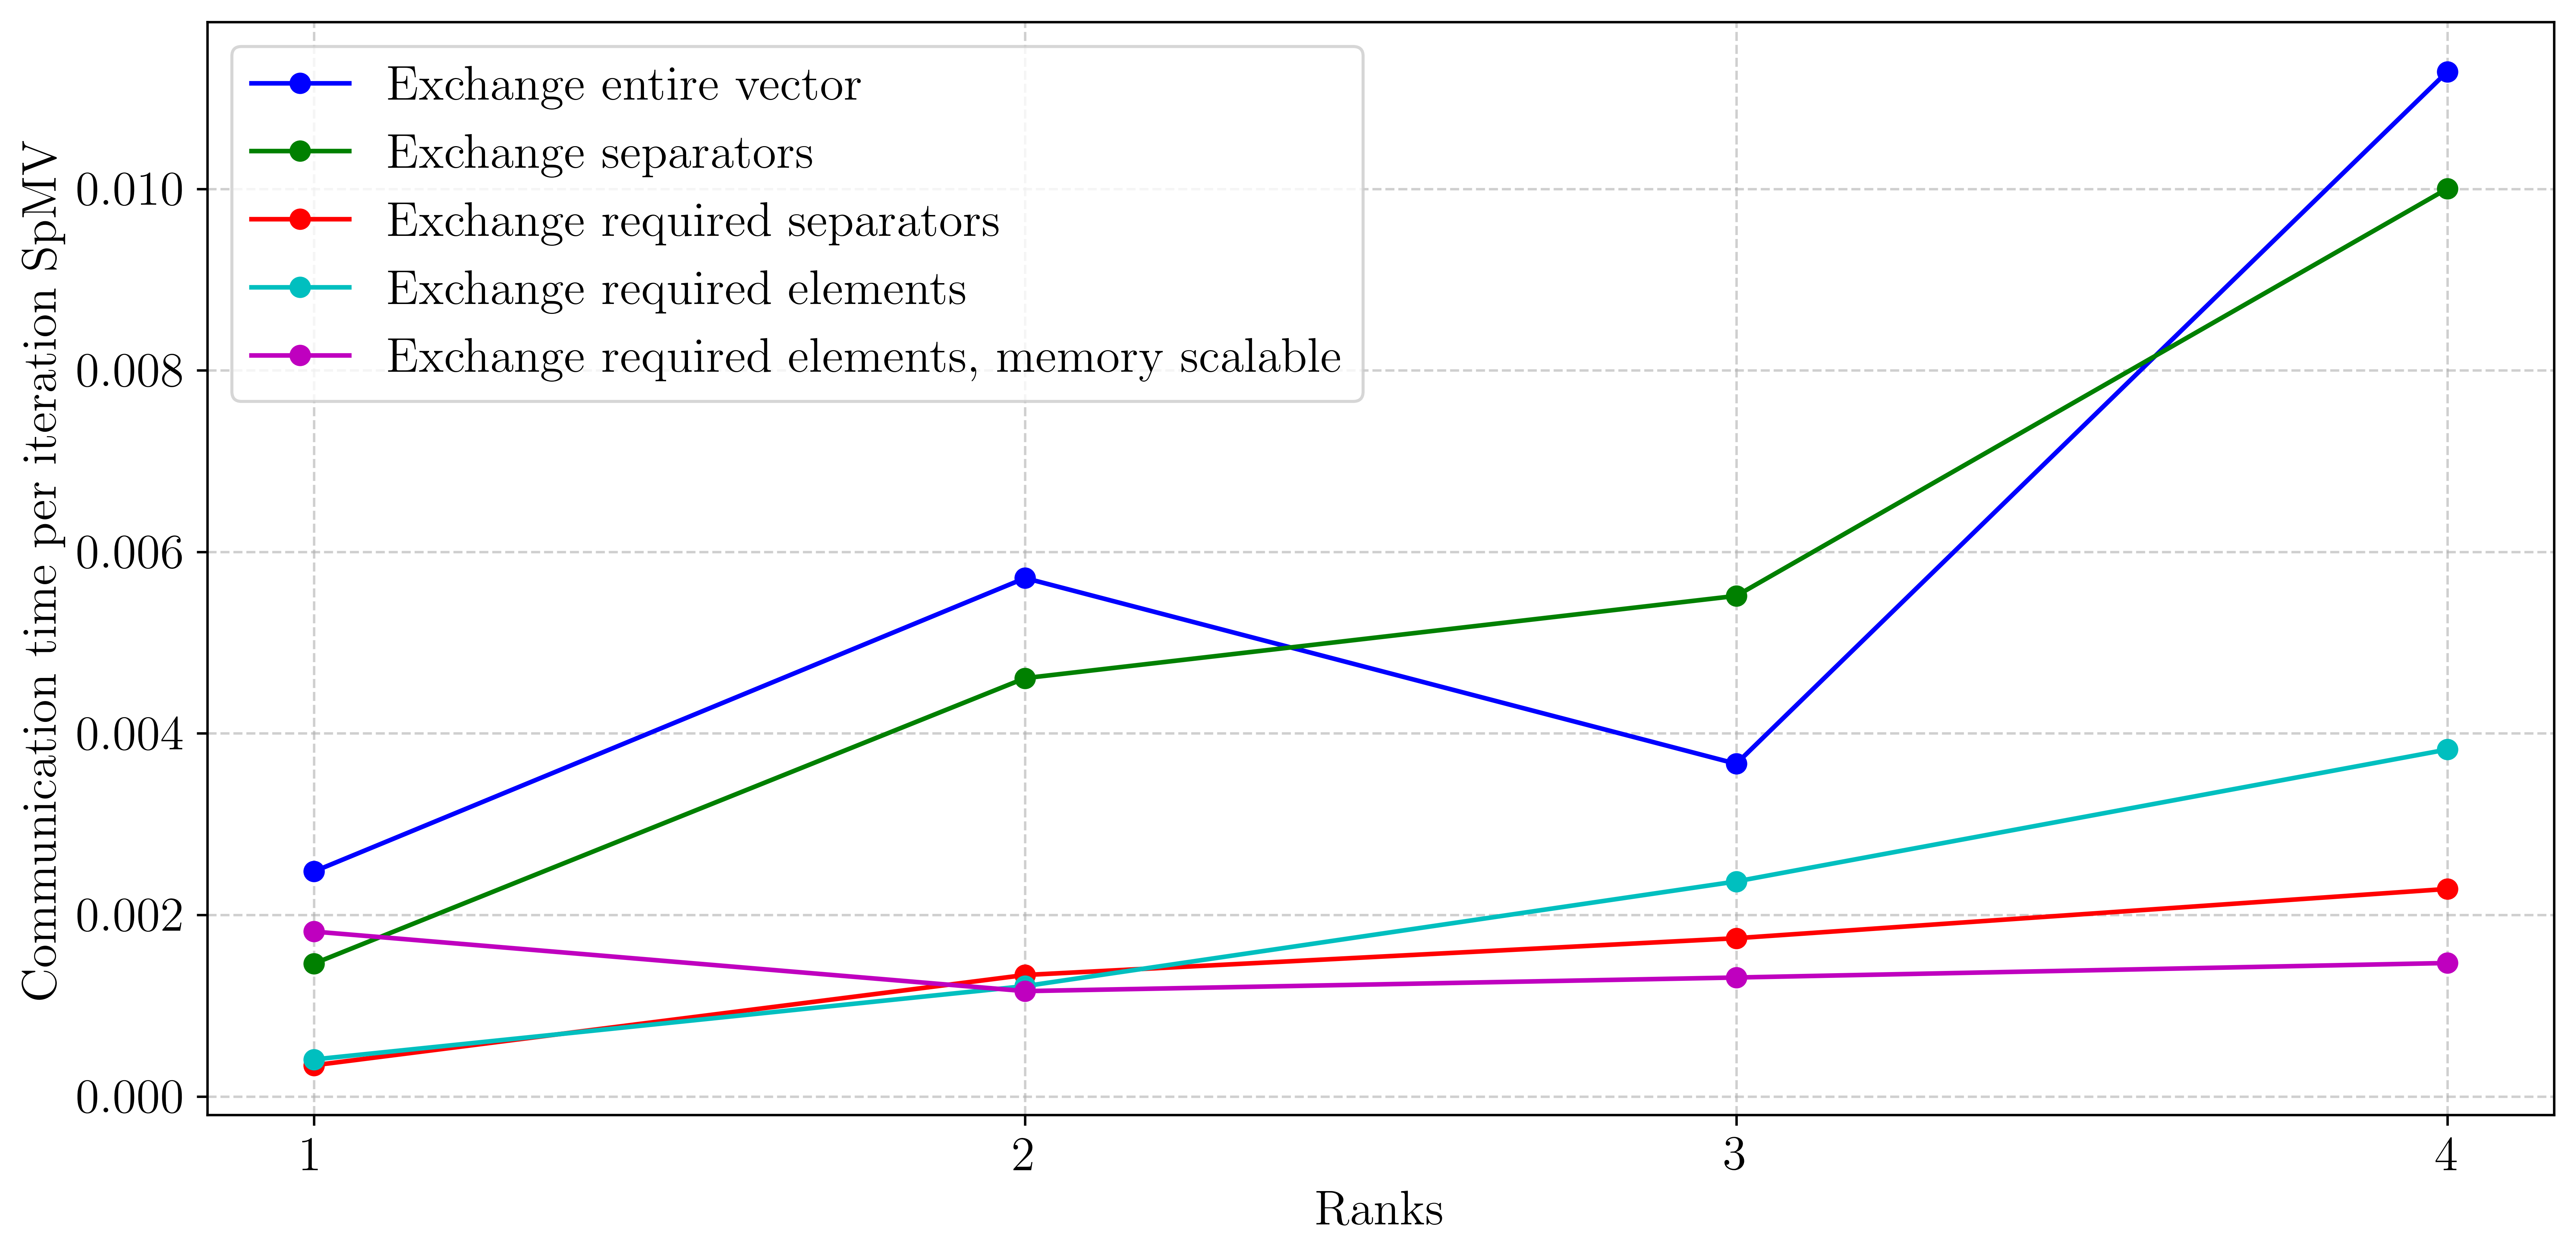 Exchange entire vector
Exchange separators
Exchange required separators
Exchange required elements
Exchange required elements, memory scalable
Communication time per iteration SpMV
0.010
0.008
0.006
0.004
0.002
0.000
1 2 3 4
Ranks